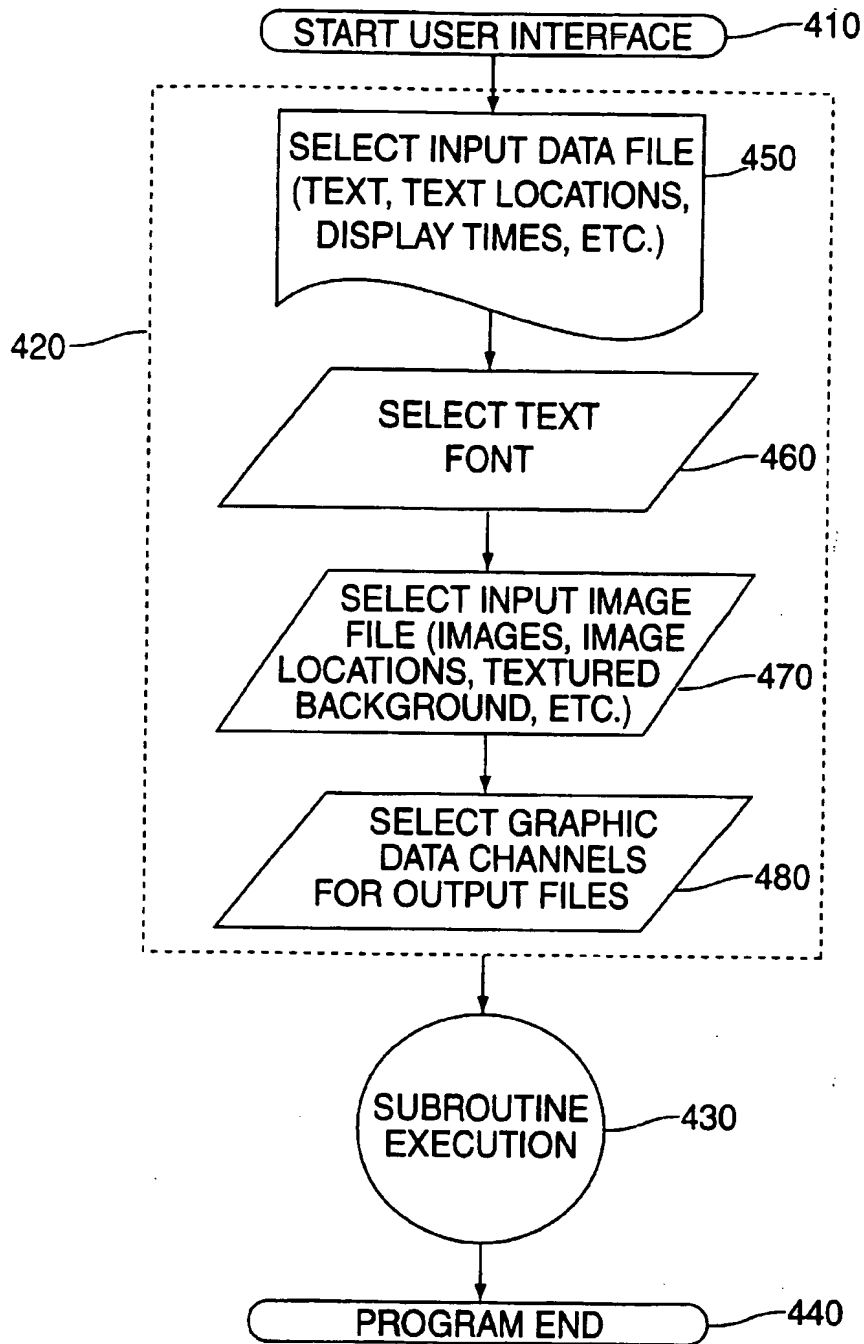 START USER INTERFACE
410
SELECT INPUT DATA FILE
(TEXT, TEXT LOCATIONS,
DISPLAY TIMES, ETC.)
450
420
SELECT TEXT
FONT
460
SELECT INPUT IMAGE
FILE (IMAGES, IMAGE
LOCATIONS, TEXTURED
BACKGROUND, ETC.)
470
SELECT GRAPHIC
DATA CHANNELS
FOR OUTPUT FILES
480
SUBROUTINE
EXECUTION
430
PROGRAM END
440